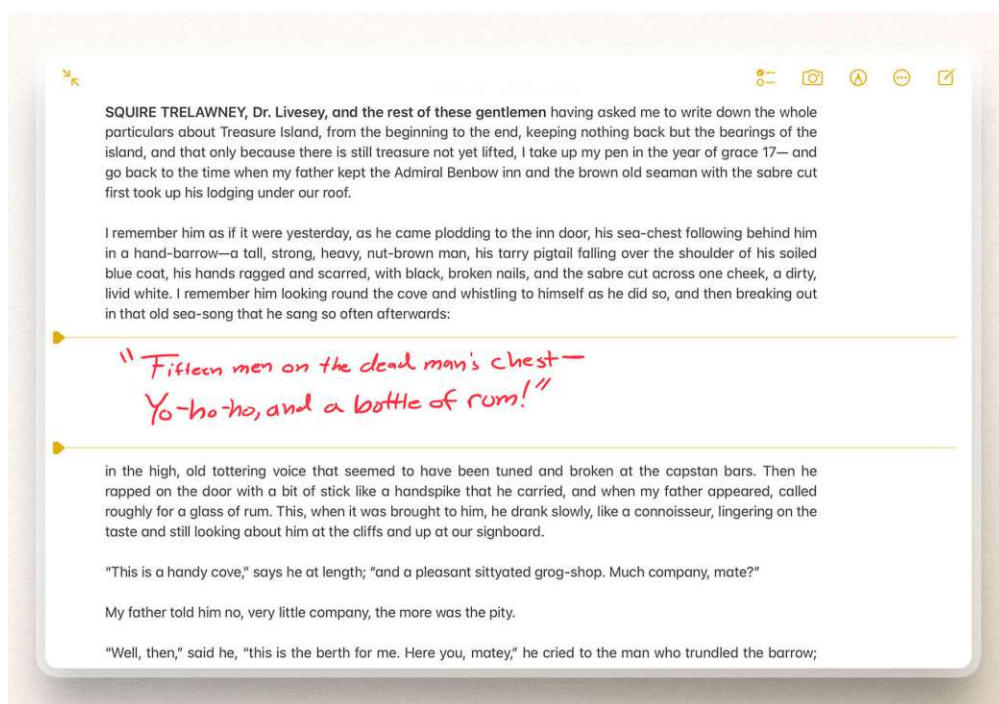 SQUIRE TRELAWNEY, Dr. Livesey, and the rest of these gentlemen having asked me to write down the whole
particulars about Treasure Island, from the beginning to the end, keeping nothing back but the bearings of the
island, and that only because there is still treasure not yet lifted, I take up my pen in the year of grace 17— and
go back to the time when my father kept the Admiral Benbow inn and the brown old seaman with the sabre cut
first took up his lodging under our roof.
I remember him as if it were yesterday, as he came plodding to the inn door, his sea-chest following behind him
in a hand-barrow—a tall, strong, heavy, nut-brown man, his tarry pigtail falling over the shoulder of his soiled
blue coat, his hands ragged and scarred, with black, broken nails, and the sabre cut across one cheek, a dirty,
livid white. I remember him looking round the cove and whistling to himself as he did so, and then breaking out
in that old sea-song that he sang so often afterwards:
"Fifteen men on the dead man's chest—
Yo-ho-ho, and a bottle of rum!"
in the high, old tottering voice that seemed to have been tuned and broken at the capstan bars. Then he
rapped on the door with a bit of stick like a handspike that he carried, and when my father appeared, called
roughly for a glass of rum. This, when it was brought to him, he drank slowly, like a connoisseur, lingering on the
taste and still looking about him at the cliffs and up at our signboard.
"This is a handy cove," says he at length; "and a pleasant sittyated grog-shop. Much company, mate?"
My father told him no, very little company, the more was the pity.
"Well, then," said he, "this is the berth for me. Here you, matey," he cried to the man who trundled the barrow;